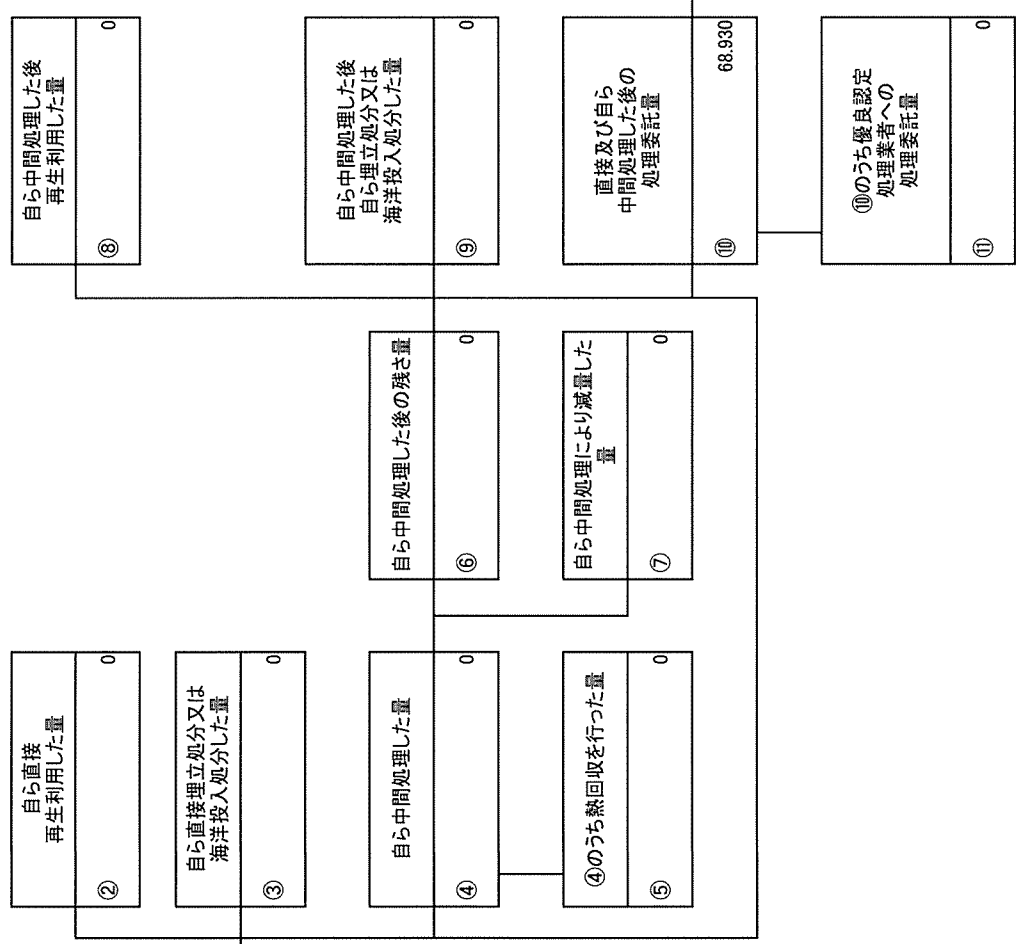 自ら直接
再生利用した量
② 0
自ら直接埋立処分又は
海洋投入処分した量
③ 0
自ら中間処理した量
④ 0
④のうち熱回収を行った量
⑤ 0
自ら中間処理した後の残さ量
⑥ 0
自ら中間処理により減量した
量
⑦ 0
自ら中間処理した後
再生利用した量
⑧ 0
自ら中間処理した後
自ら埋立処分又は
海洋投入処分した量
⑨ 0
直接及び自ら
中間処理した後の
処理委託量
⑩ 68.930
⑩のうち優良認定
処理業者への
処理委託量
⑪ 0